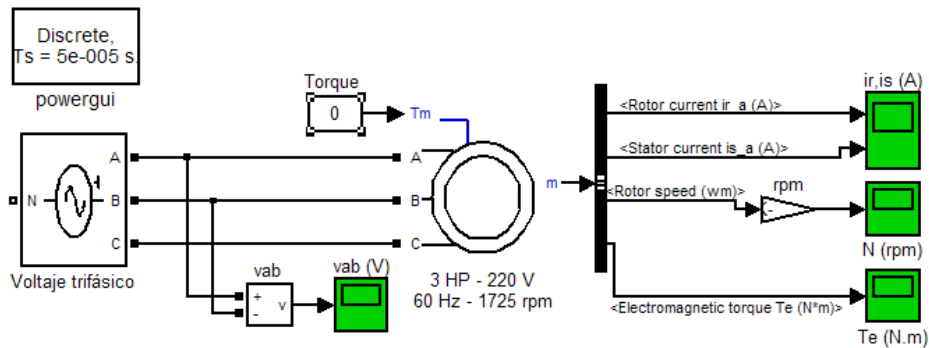 Discrete,
Ts = 5e-005 s.
powergui
Torque
0
Tm
ir,is (A)
<Rotor current ir_a (A)>
<Stator current is_a (A)>
<Rotor speed (wm)>
rpm
N (rpm)
<Electromagnetic torque Te (N*m)>
Te (N.m)
N
A
B
C
Voltaje trifásico
A
B
C
m
3 HP - 220 V
60 Hz - 1725 rpm
vab
+
-
v
vab (V)